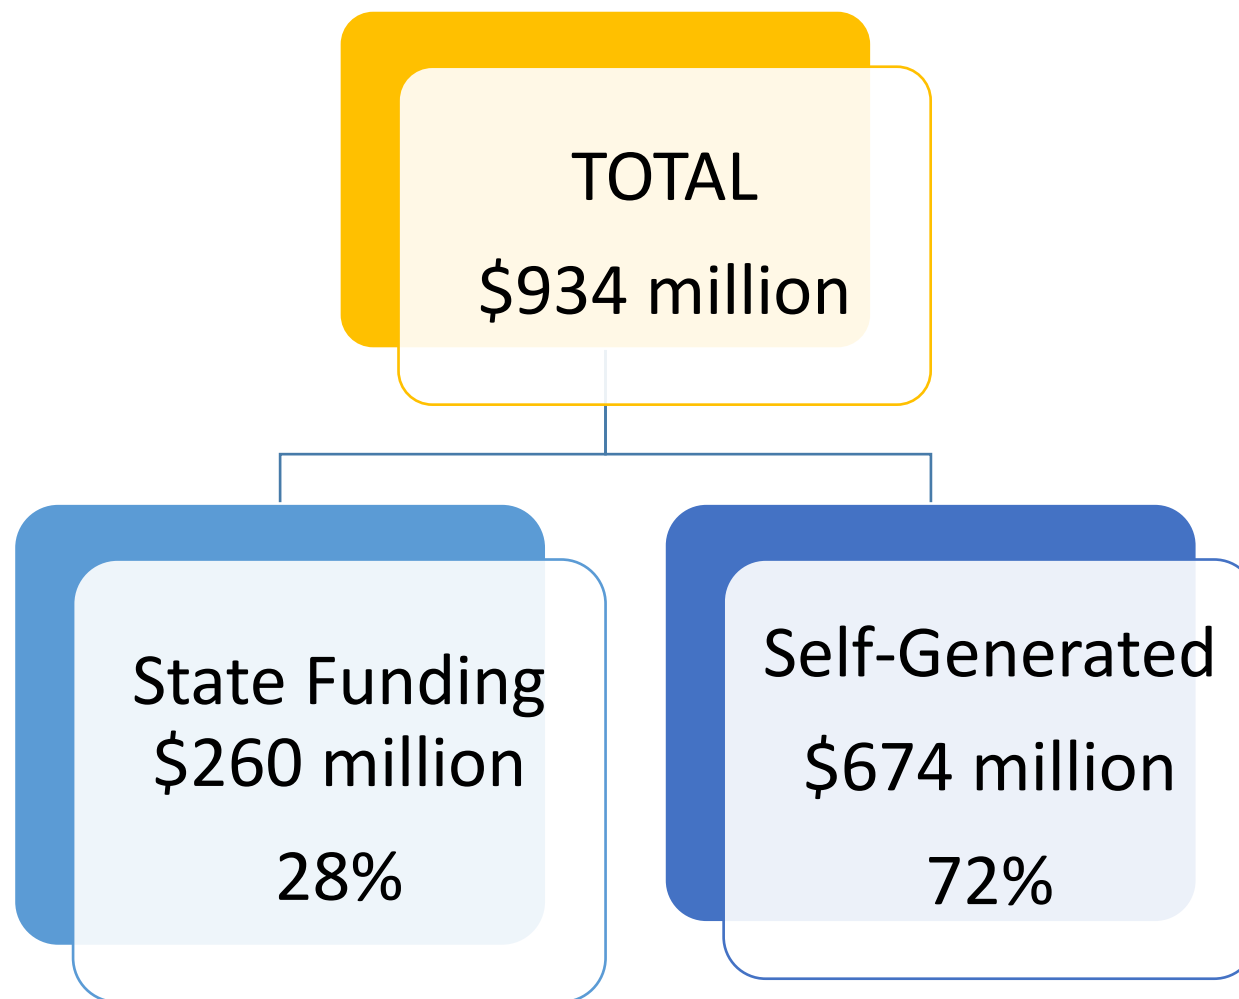 TOTAL
$934 million
State Funding
$260 million
28%
Self-Generated
$674 million
72%